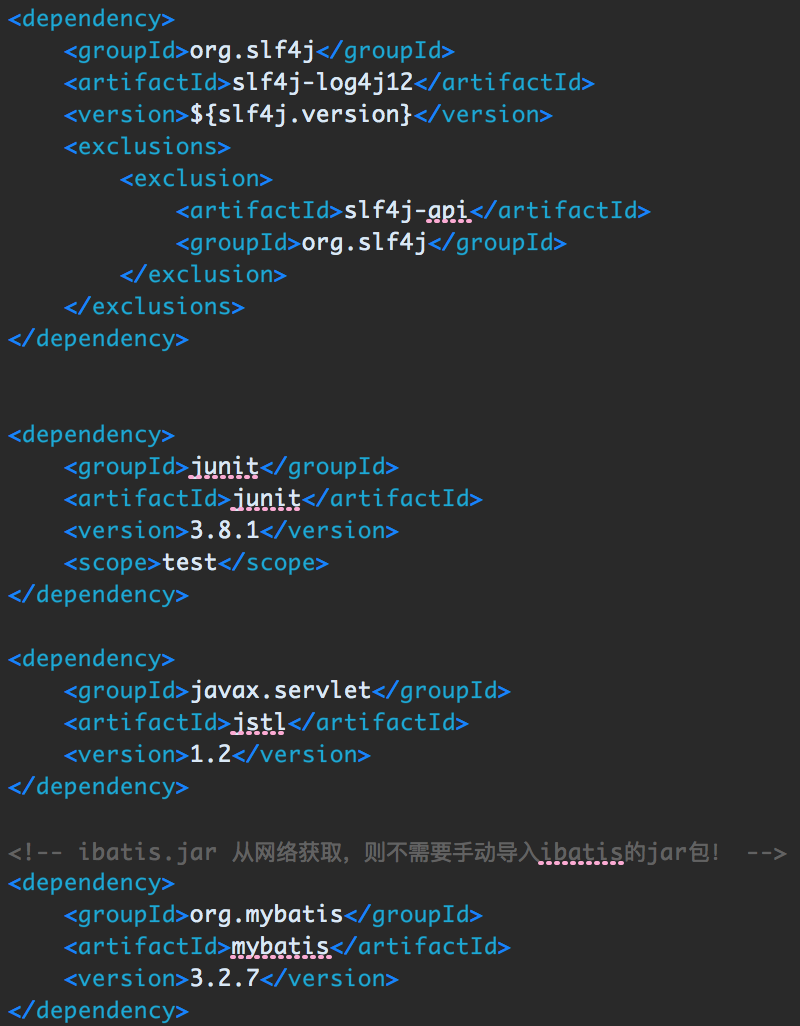 <dependency>
    <groupId>org.slf4j</groupId>
    <artifactId>slf4j-log4j12</artifactId>
    <version>${slf4j.version}</version>
    <exclusions>
        <exclusion>
            <artifactId>slf4j-api</artifactId>
            <groupId>org.slf4j</groupId>
        </exclusion>
    </exclusions>
</dependency>
<dependency>
    <groupId>junit</groupId>
    <artifactId>junit</artifactId>
    <version>3.8.1</version>
    <scope>test</scope>
</dependency>
<dependency>
    <groupId>javax.servlet</groupId>
    <artifactId>jstl</artifactId>
    <version>1.2</version>
</dependency>
<!-- ibatis.jar 从网络获取，则不需要手动导入ibatis的jar包！ -->
<dependency>
    <groupId>org.mybatis</groupId>
    <artifactId>mybatis</artifactId>
    <version>3.2.7</version>
</dependency>